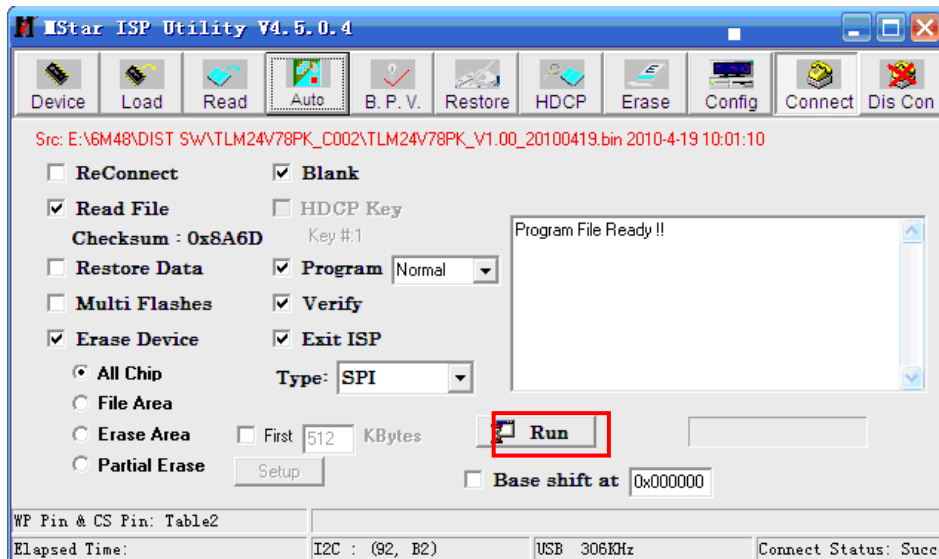 MStar ISP Utility V4.5.0.4
Device Load Read Auto B. P. V. Restore HDCP Erase Config Connect Dis Con
Src: E:\6M48\DIST SW\TLM24V78PK_C002\TLM24V78PK_V1.00_20100419.bin 2010-4-19 10:01:10
ReConnect Blank
Read File HDCP Key
Checksum : 0x8A6D Key #:1
Program File Ready !!
Restore Data Program Normal
Multi Flashes Verify
Erase Device Exit ISP
All Chip Type: SPI
File Area
Erase Area First 512 KBytes Run
Partial Erase Setup
Base shift at 0x000000
WP Pin & CS Pin: Table2
Elapsed Time: I2C : (92, B2) USB 306KHz Connect Status: Succ